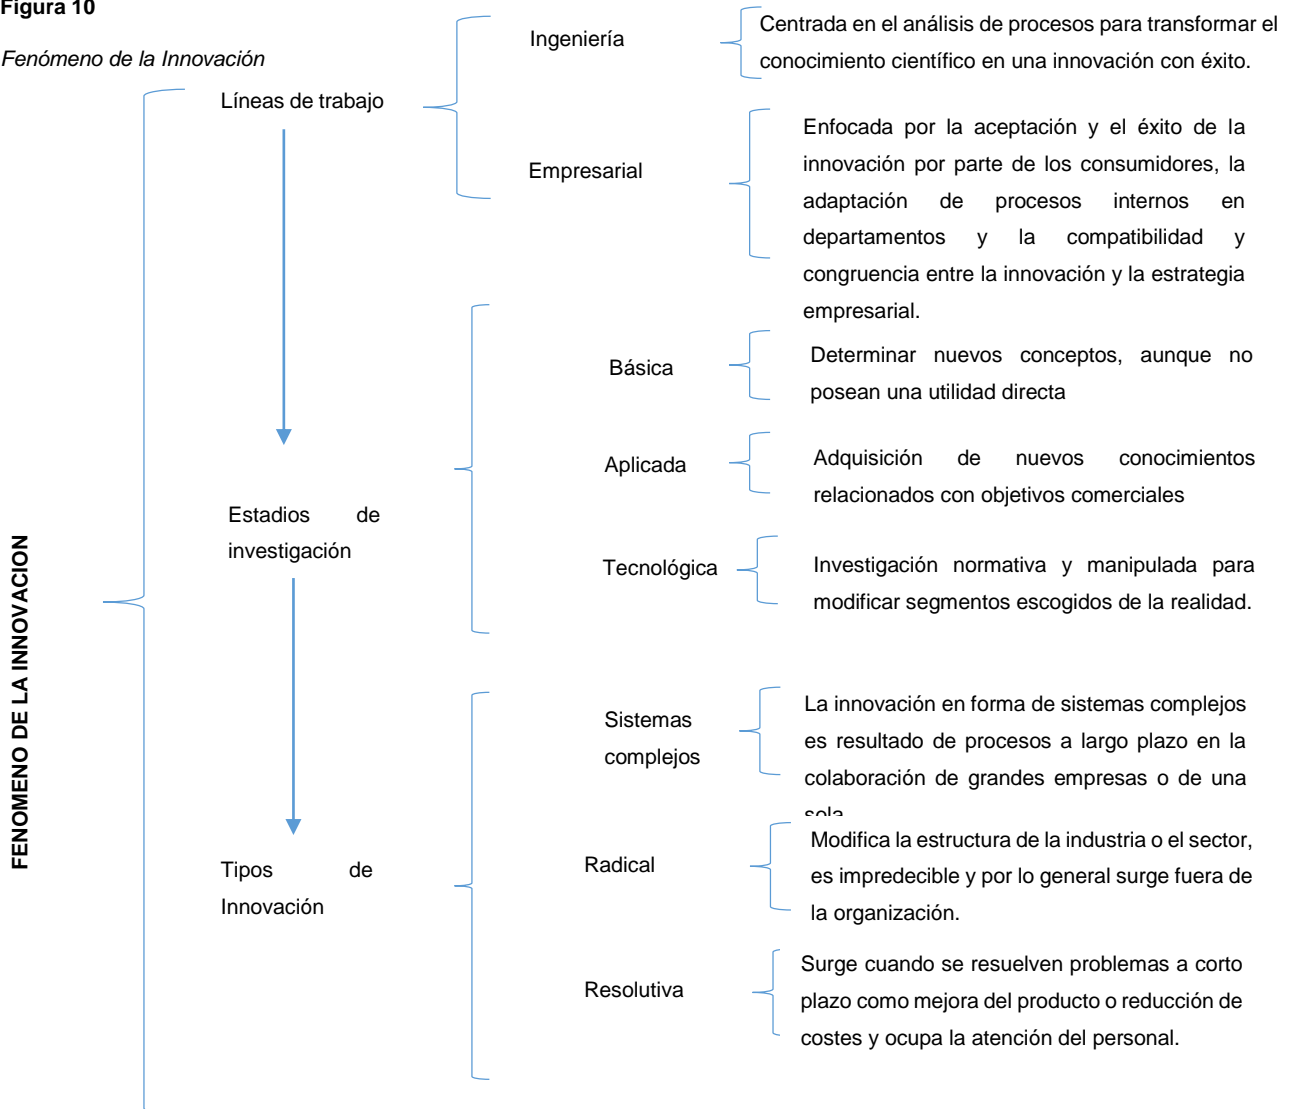 Figura 10
Fenómeno de la Innovación
FENOMENO DE LA INNOVACION
Líneas de trabajo
Ingeniería
Centrada en el análisis de procesos para transformar el
conocimiento científico en una innovación con éxito.
Empresarial
Enfocada por la aceptación y el éxito de la
innovación por parte de los consumidores, la
adaptación de procesos internos en
departamentos y la compatibilidad y
congruencia entre la innovación y la estrategia
empresarial.
Estadios de
investigación
Básica
Determinar nuevos conceptos, aunque no
posean una utilidad directa
Aplicada
Adquisición de nuevos conocimientos
relacionados con objetivos comerciales
Tecnológica
Investigación normativa y manipulada para
modificar segmentos escogidos de la realidad.
Tipos de
Innovación
Sistemas
complejos
La innovación en forma de sistemas complejos
es resultado de procesos a largo plazo en la
colaboración de grandes empresas o de una
Radical
Modifica la estructura de la industria o el sector,
es impredecible y por lo general surge fuera de
la organización.
Resolutiva
Surge cuando se resuelven problemas a corto
plazo como mejora del producto o reducción de
costes y ocupa la atención del personal.